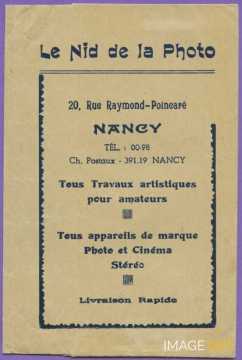 Le Nid de la Photo
20, Rue Raymond-Poincaré
NANCY
TÉL. : 00-98
Ch. Postaux - 391.19 NANCY
Tous Travaux artistiques
pour amateurs
Tous appareils de marque
Photo et Cinéma
Stéréo
Livraison Rapide